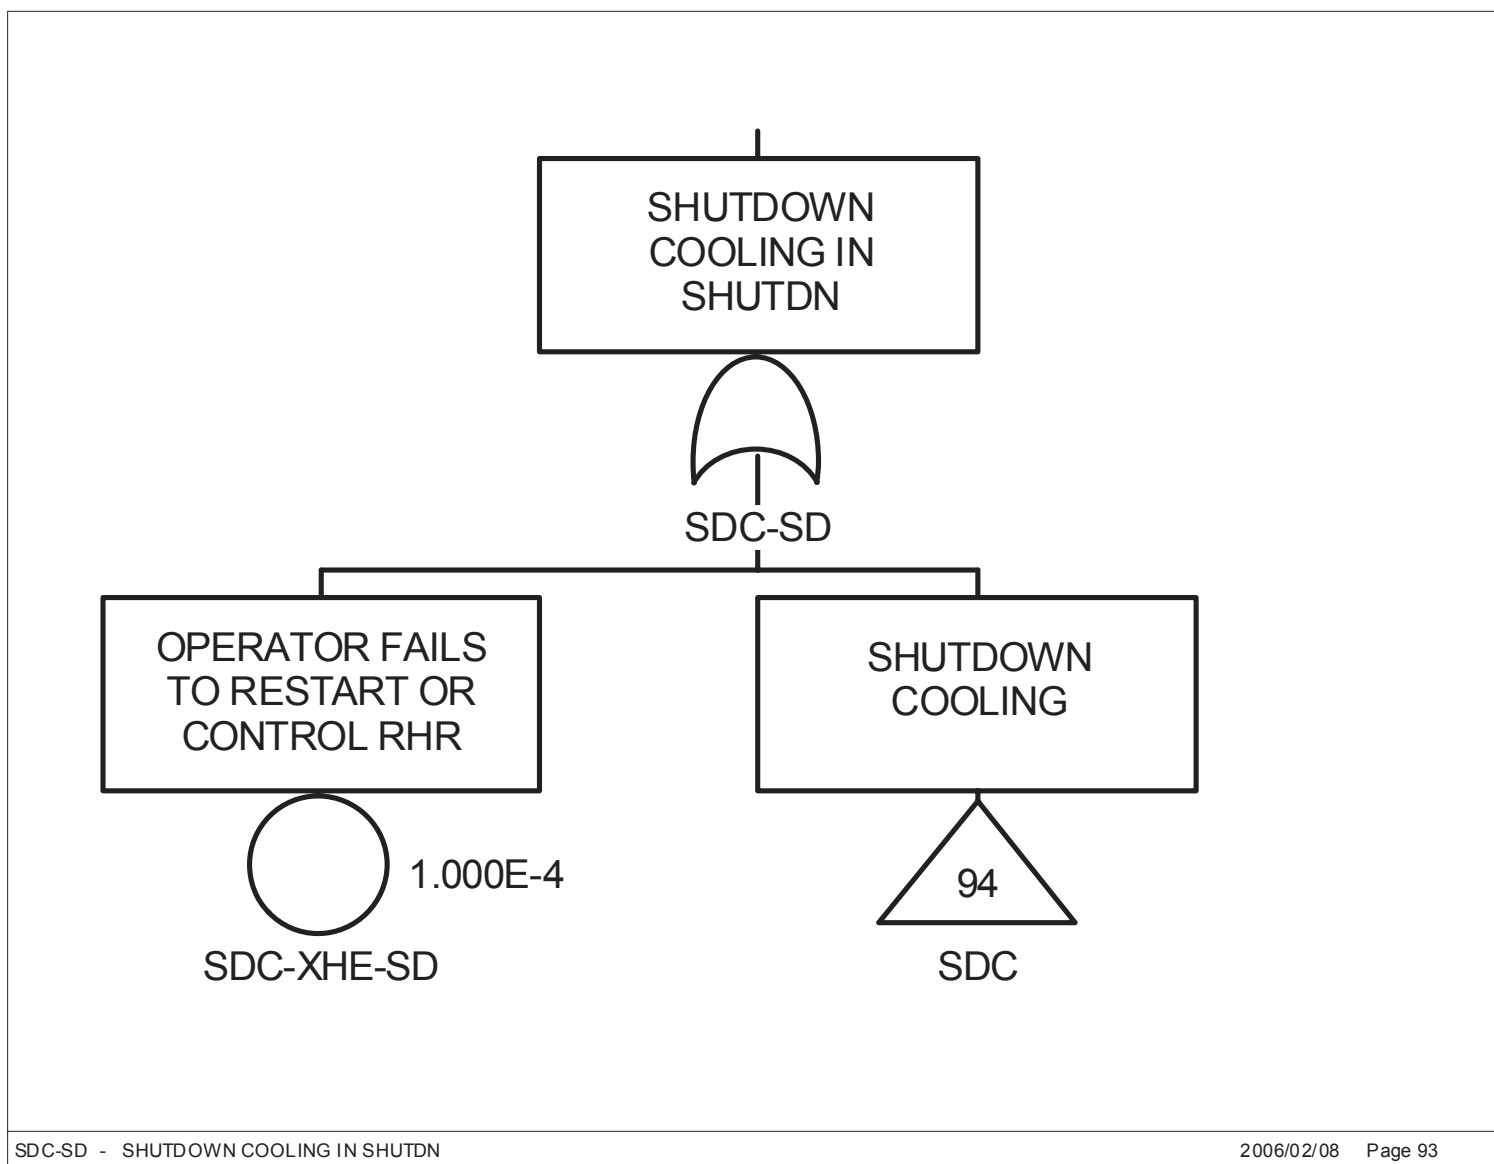 SHUTDOWN
COOLING IN
SHUTDN
SDC-SD
OPERATOR FAILS
TO RESTART OR
CONTROL RHR
SHUTDOWN
COOLING
1.000E-4
94
SDC-XHE-SD
SDC
SDC-SD - SHUTDOWN COOLING IN SHUTDN
2006/02/08 Page 93